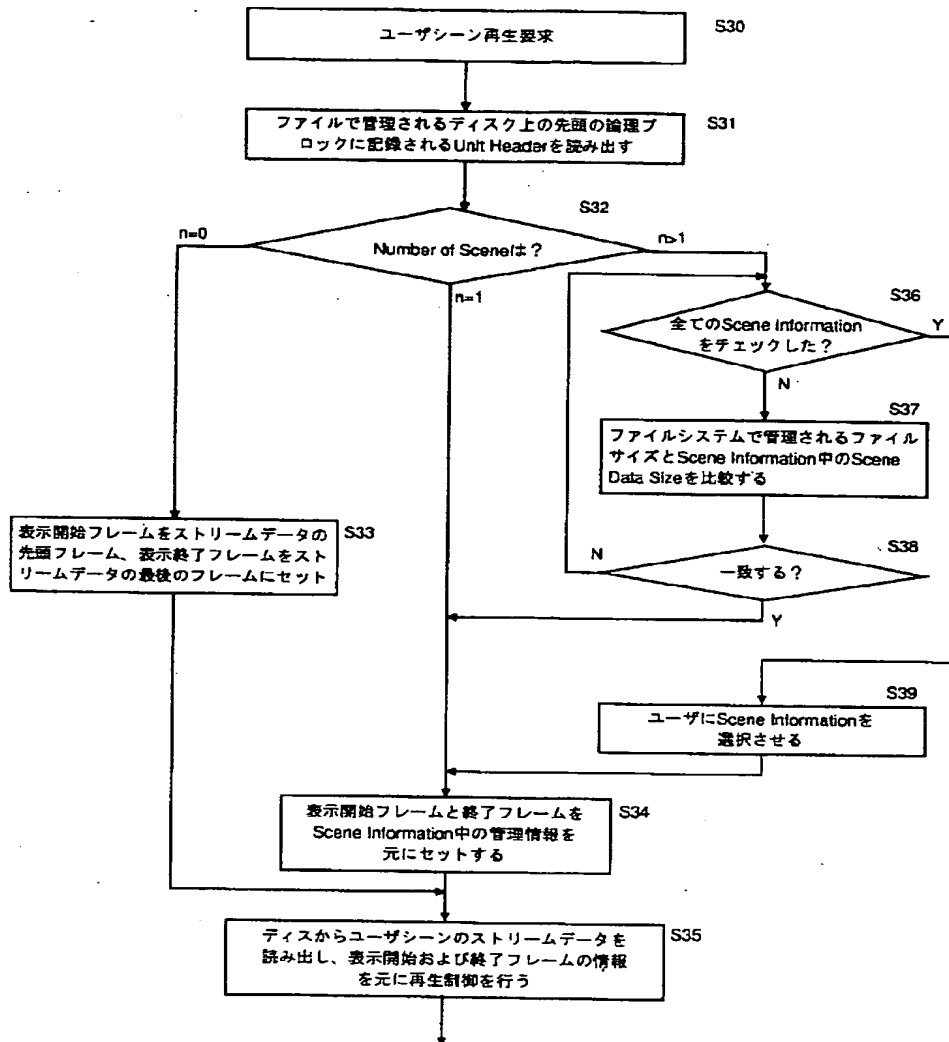 ユーザシーン再生要求
S30
ファイルで管理されるディスク上の先頭の論理ブ
ロックに記録されるUnit Headerを読み出す
S31
S32
n=0
Number of Sceneは？
n>1
n=1
S36
全てのScene Information
をチェックした？
Y
N
S37
ファイルシステムで管理されるファイル
サイズとScene Information中のScene
Data Sizeを比較する
S33
表示開始フレームをストリームデータの
先頭フレーム、表示終了フレームをスト
リームデータの最後のフレームにセット
S38
N
一致する？
Y
S39
ユーザにScene Informationを
選択させる
表示開始フレームと終了フレームを
Scene Information中の管理情報を
元にセットする
S34
ディスからユーザシーンのストリームデータを
読み出し、表示開始および終了フレームの情報
を元に再生制御を行う
S35